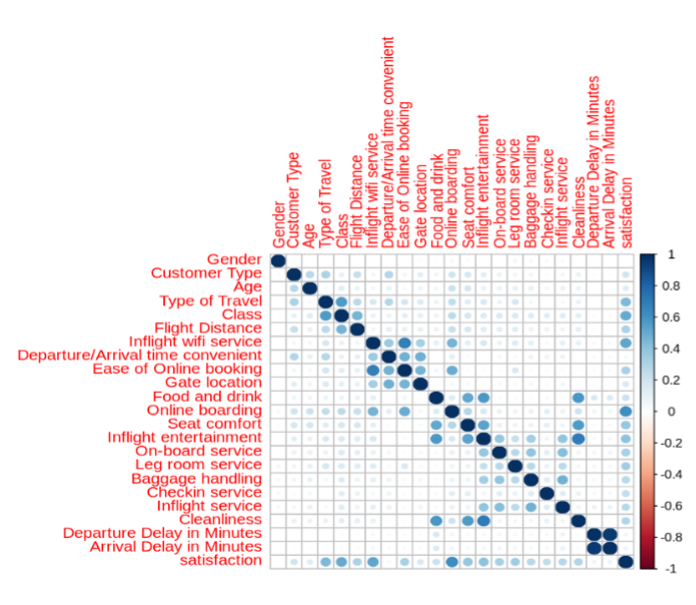 Gender
Customer Type
Age
Type of Travel
Class
Flight Distance
Inflight wifi service
Departure/Arrival time convenient
Ease of Online booking
Gate location
Food and drink
Online boarding
Seat comfort
Inflight entertainment
On-board service
Leg room service
Baggage handling
Checkin service
Inflight service
Cleanliness
Departure Delay in Minutes
Arrival Delay in Minutes
satisfaction
Gender
Customer Type
Age
Type of Travel
Class
Flight Distance
Inflight wifi service
Departure/Arrival time convenient
Ease of Online booking
Gate location
Food and drink
Online boarding
Seat comfort
Inflight entertainment
On-board service
Leg room service
Baggage handling
Checkin service
Inflight service
Cleanliness
Departure Delay in Minutes
Arrival Delay in Minutes
satisfaction
1
0.8
0.6
0.4
0.2
0
-0.2
-0.4
-0.6
-0.8
-1